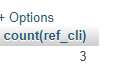 + Options
count(ref_cli)
3